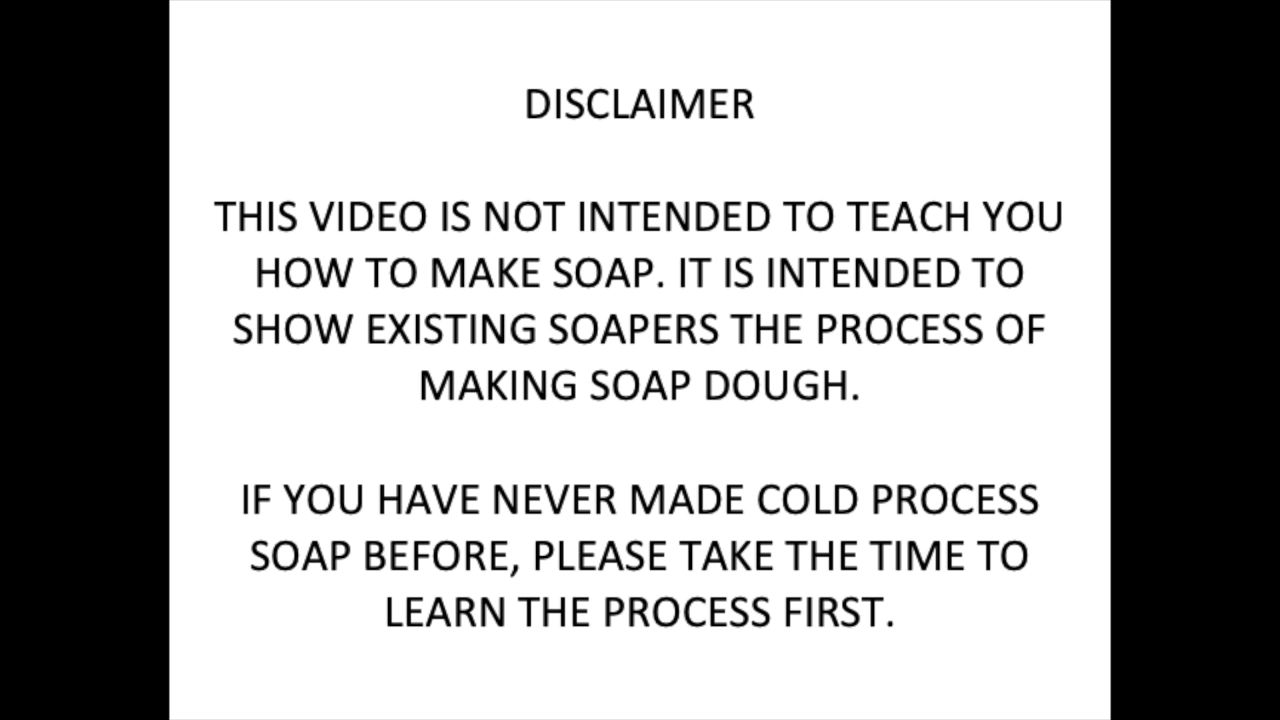 DISCLAIMER
THIS VIDEO IS NOT INTENDED TO TEACH YOU
HOW TO MAKE SOAP. IT IS INTENDED TO
SHOW EXISTING SOAPERS THE PROCESS OF
MAKING SOAP DOUGH.
IF YOU HAVE NEVER MADE COLD PROCESS
SOAP BEFORE, PLEASE TAKE THE TIME TO
LEARN THE PROCESS FIRST.